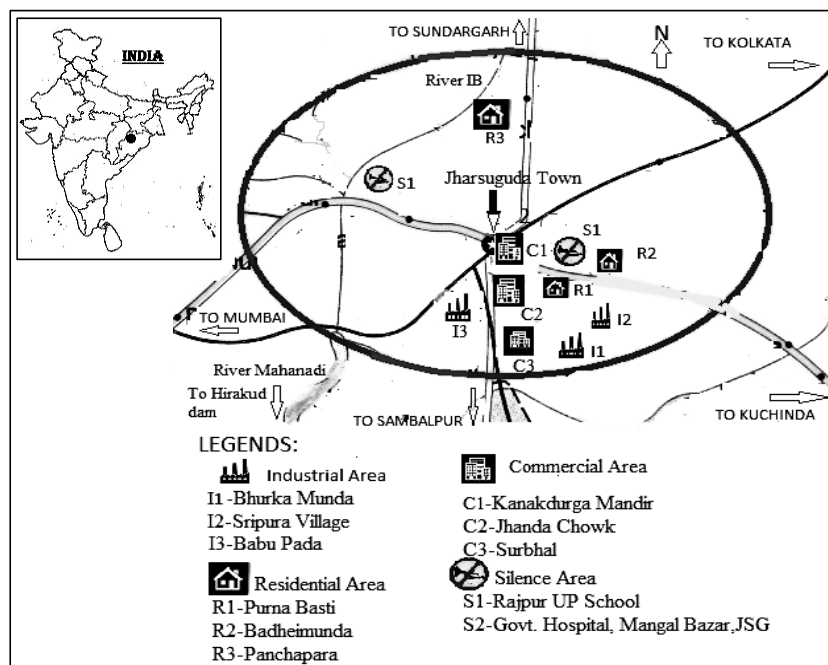 INDIA
TO SUNDARGARH
N
TO KOLKATA
River IB
R3
S1
Jharsuguda Town
S1
C1
R2
R1
C2
I2
I3
I1
C3
TO MUMBAI
River Mahanadi
To Hirakud
dam
TO SAMBALPUR
TO KUCHINDA
LEGENDS:
Industrial Area
I1-Bhurka Munda
I2-Sripura Village
I3-Babu Pada
Residential Area
R1-Purna Basti
R2-Badheimunda
R3-Panchapara
Commercial Area
C1-Kanakdurga Mandir
C2-Jhanda Chowk
C3-Surbhal
Silence Area
S1-Rajpur UP School
S2-Govt. Hospital, Mangal Bazar,JSG